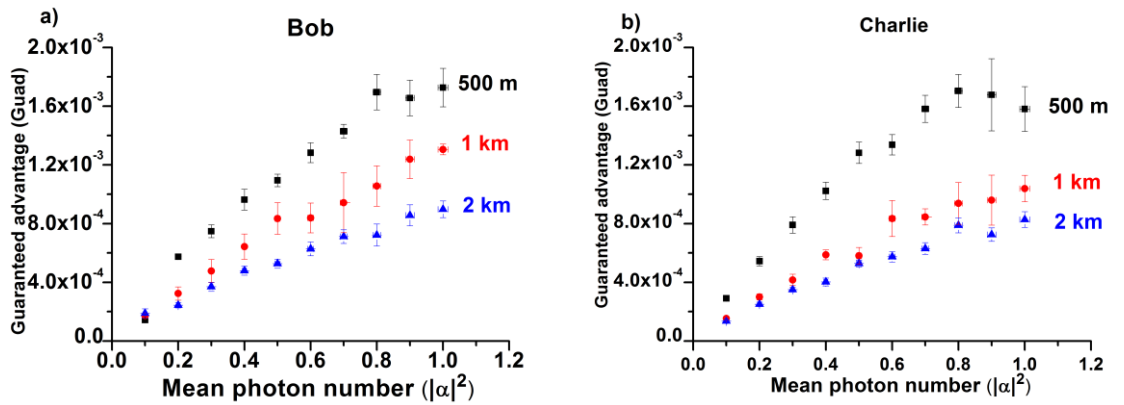 a)
Bob
Guaranteed advantage (Guad)
2.0x10⁻³
1.6x10⁻³
1.2x10⁻³
8.0x10⁻⁴
4.0x10⁻⁴
0.0
500 m
1 km
2 km
0.0 0.2 0.4 0.6 0.8 1.0 1.2
Mean photon number (|α|²)
b)
Charlie
Guaranteed advantage (Guad)
2.0x10⁻³
1.6x10⁻³
1.2x10⁻³
8.0x10⁻⁴
4.0x10⁻⁴
0.0
500 m
1 km
2 km
0.0 0.2 0.4 0.6 0.8 1.0 1.2
Mean photon number (|α|²)